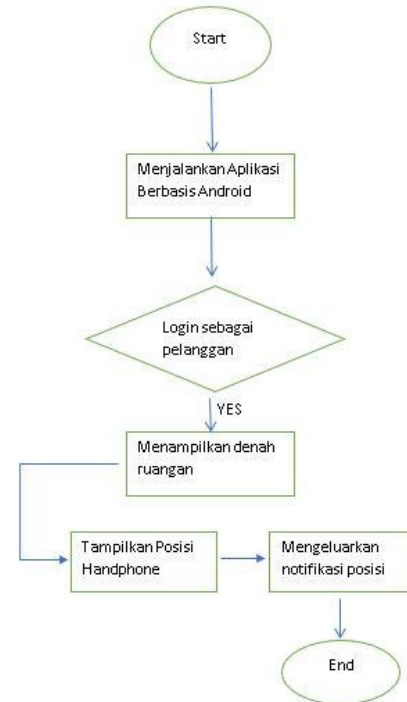 Start
Menjalankan Aplikasi
Berbasis Android
Login sebagai
pelanggan
YES
Menampilkan denah
ruangan
Tampilkan Posisi
Handphone
Mengeluarkan
notifikasi posisi
End